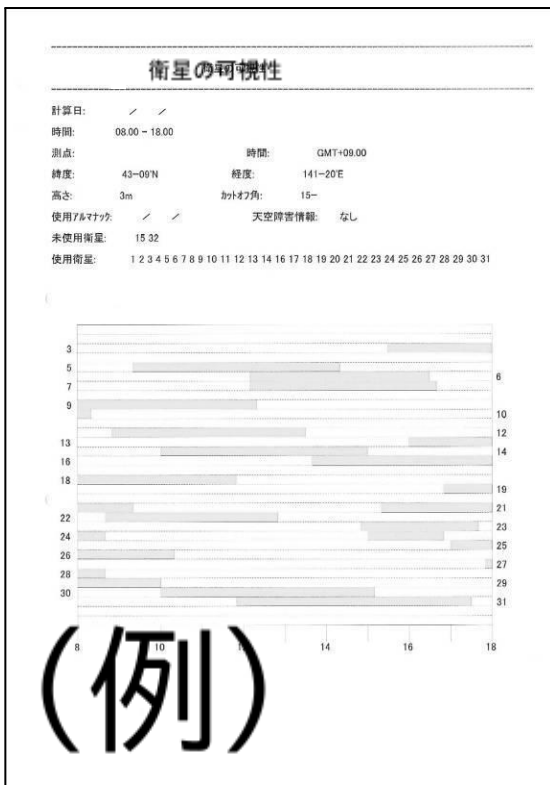 衛星の可視性
計算日: / /
時間: 08.00 - 18.00
測点: 時間: GMT+09.00
緯度: 43-09'N 経度: 141-20'E
高さ: 3m カットオフ角: 15-
使用アルマナック: / / 天空障害情報: なし
未使用衛星: 15 32
使用衛星: 1 2 3 4 5 6 7 8 9 10 11 12 13 14 16 17 18 19 20 21 22 23 24 25 26 27 28 29 30 31
3
5
6
7
9
10
12
13
14
16
18
19
21
22
23
24
25
26
27
28
29
30
31
8 10 12 14 16 18
(例)